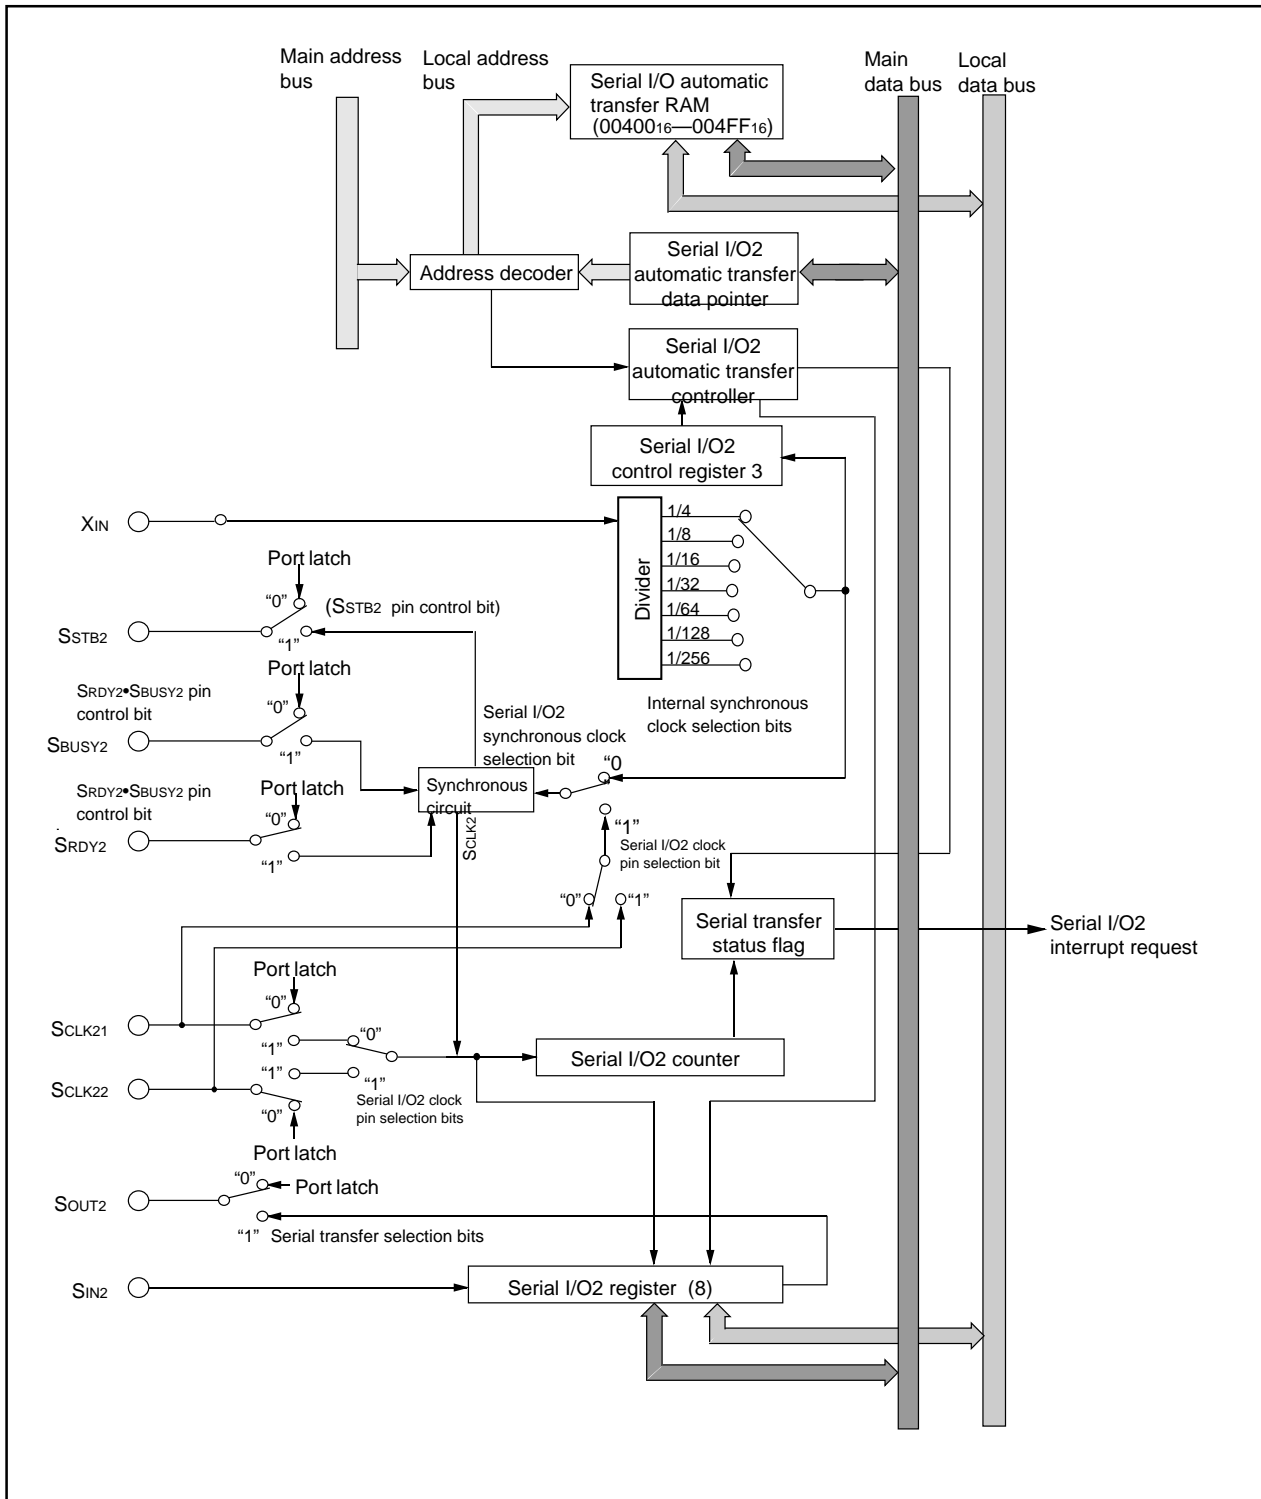 Main address
bus
Local address
bus
Serial I/O automatic
transfer RAM
(0040016—004FF16)
Main
data bus
Local
data bus
Address decoder
Serial I/O2
automatic transfer
data pointer
Serial I/O2
automatic transfer
controller
Serial I/O2
control register 3
XIN
Divider
1/4
1/8
1/16
1/32
1/64
1/128
1/256
Internal synchronous
clock selection bits
Port latch
“0”
(SSTB2 pin control bit)
SSTB2
“1”
Port latch
SRDY2•SBUSY2 pin
control bit
“0”
SBUSY2
“1”
Serial I/O2
synchronous clock
selection bit
“0
Synchronous
circuit
SRDY2•SBUSY2 pin
control bit
Port latch
“0”
SRDY2
“1”
SCLK2
“1”
Serial I/O2 clock
pin selection bit
“0”
“1”
Serial transfer
status flag
Serial I/O2
interrupt request
Port latch
“0”
SCLK21
“1”
“0”
Serial I/O2 counter
“1”
“1”
SCLK22
Serial I/O2 clock
pin selection bits
“0”
Port latch
“0”
Port latch
SOUT2
“1” Serial transfer selection bits
SIN2
Serial I/O2 register (8)